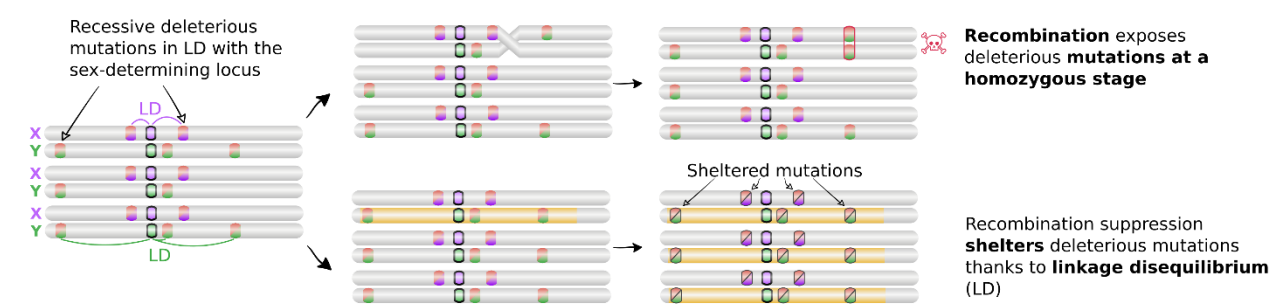 Recessive deleterious
mutations in LD with the
sex-determining locus
LD
X
Y
X
Y
X
Y
LD
Recombination exposes
deleterious mutations at a
homozygous stage
Sheltered mutations
Recombination suppression
shelters deleterious mutations
thanks to linkage disequilibrium
(LD)